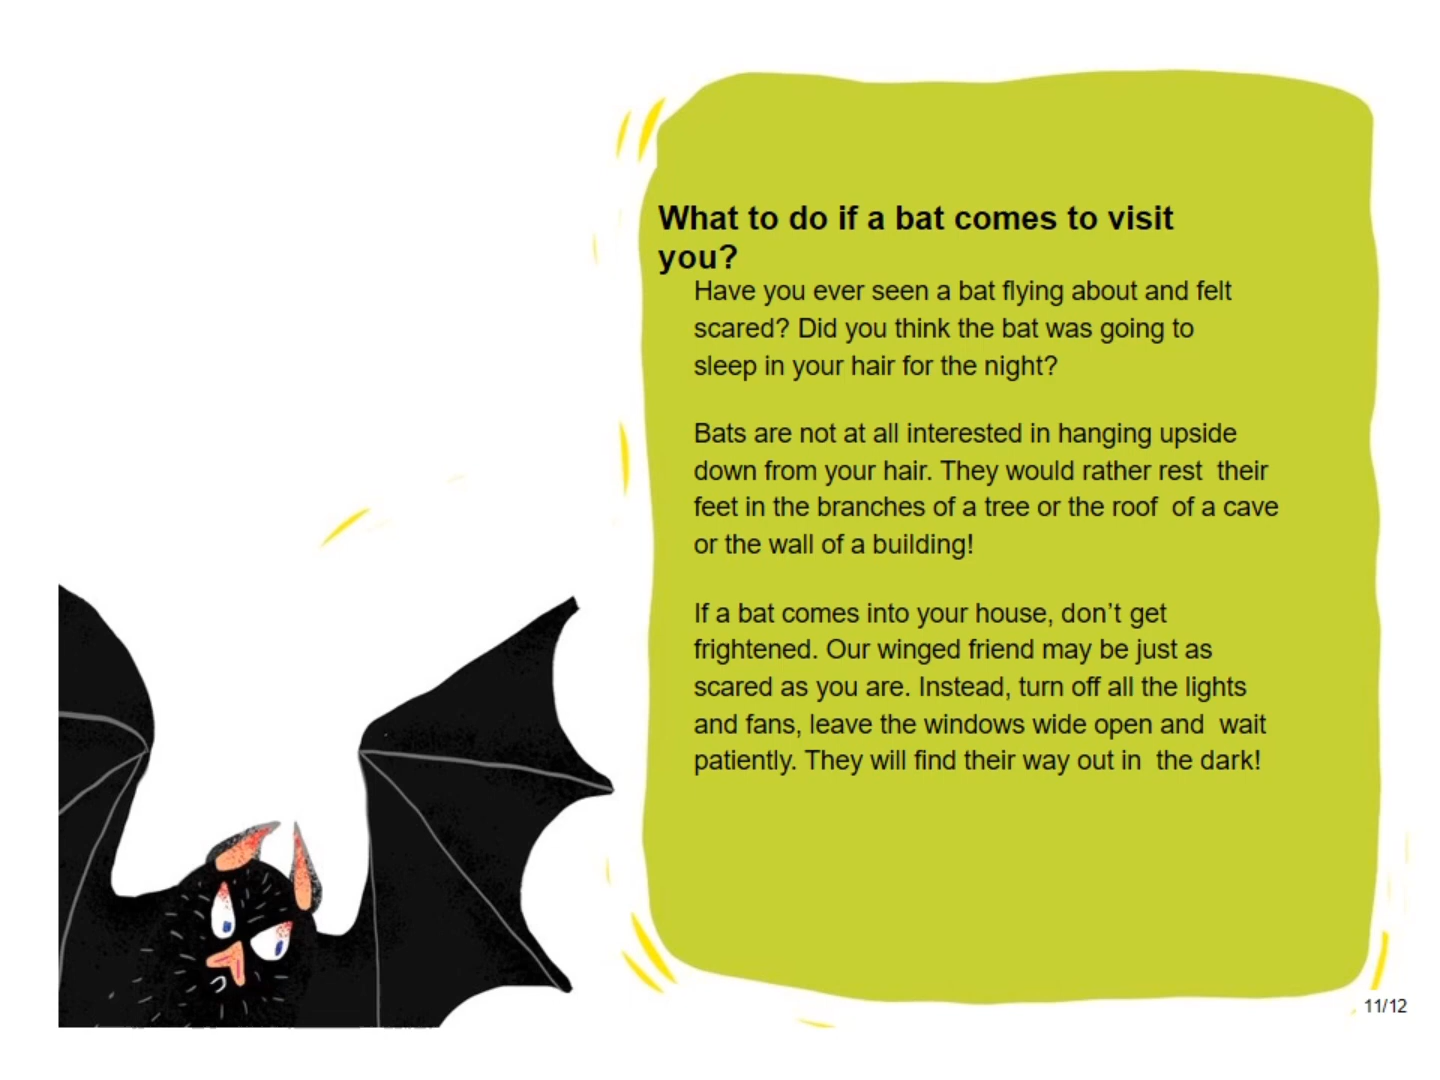 What to do if a bat comes to visit
you?
Have you ever seen a bat flying about and felt
scared? Did you think the bat was going to
sleep in your hair for the night?
Bats are not at all interested in hanging upside
down from your hair. They would rather rest  their
feet in the branches of a tree or the roof  of a cave
or the wall of a building!
If a bat comes into your house, don’t get
frightened. Our winged friend may be just as
scared as you are. Instead, turn off all the lights
and fans, leave the windows wide open and  wait
patiently. They will find their way out in  the dark!
11/12